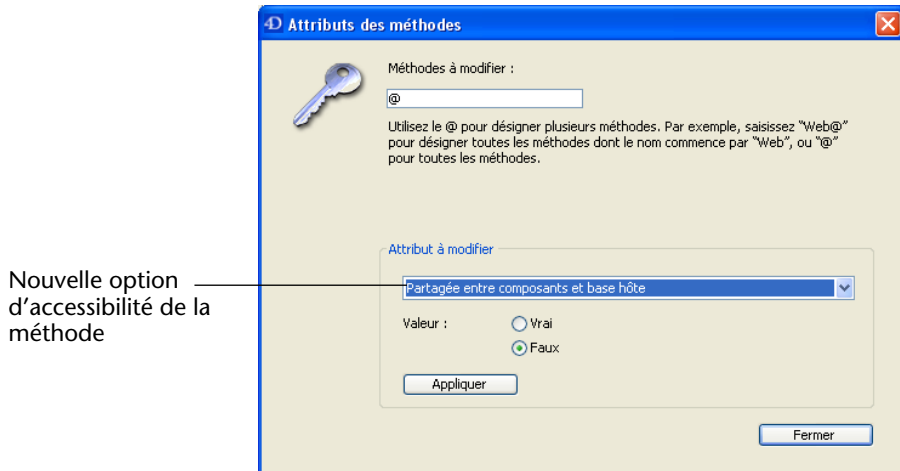 4D Attributs des méthodes
Méthodes à modifier :
@
Utilisez le @ pour désigner plusieurs méthodes. Par exemple, saisissez "Web@"
pour désigner toutes les méthodes dont le nom commence par "Web", ou "@"
pour toutes les méthodes.
Attribut à modifier
Nouvelle option
d'accessibilité de la
méthode
Partagée entre composants et base hôte
Valeur :
Vrai
Faux
Appliquer
Fermer